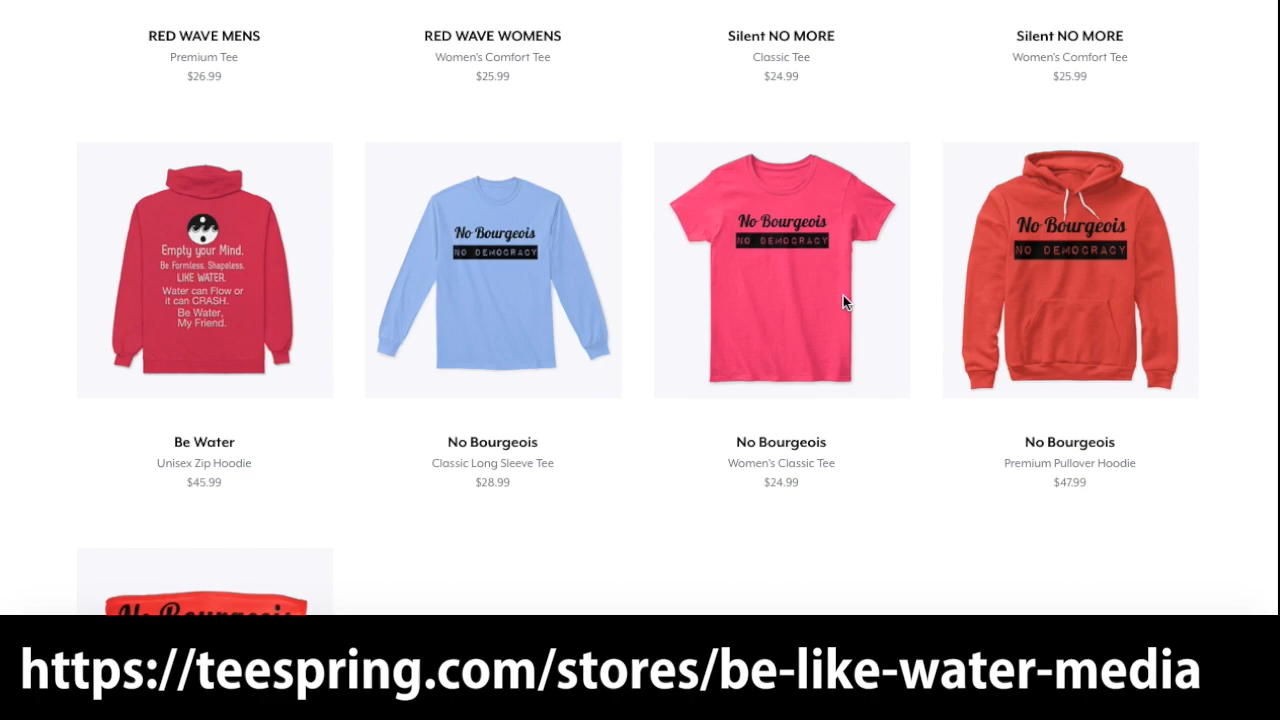 RED WAVE MENS
Premium Tee
$26.99
RED WAVE WOMENS
Women's Comfort Tee
$25.99
Silent NO MORE
Classic Tee
$24.99
Silent NO MORE
Women's Comfort Tee
$25.99
Empty your Mind.
Be Formless. Shapeless.
LIKE WATER.
Water can Flow or
it can CRASH.
Be Water,
My Friend.
No Bourgeois
NO DEMOCRACY
No Bourgeois
NO DEMOCRACY
No Bourgeois
NO DEMOCRACY
Be Water
Unisex Zip Hoodie
$45.99
No Bourgeois
Classic Long Sleeve Tee
$28.99
No Bourgeois
Women's Classic Tee
$24.99
No Bourgeois
Premium Pullover Hoodie
$47.99
No Bourgeois
https://teespring.com/stores/be-like-water-media